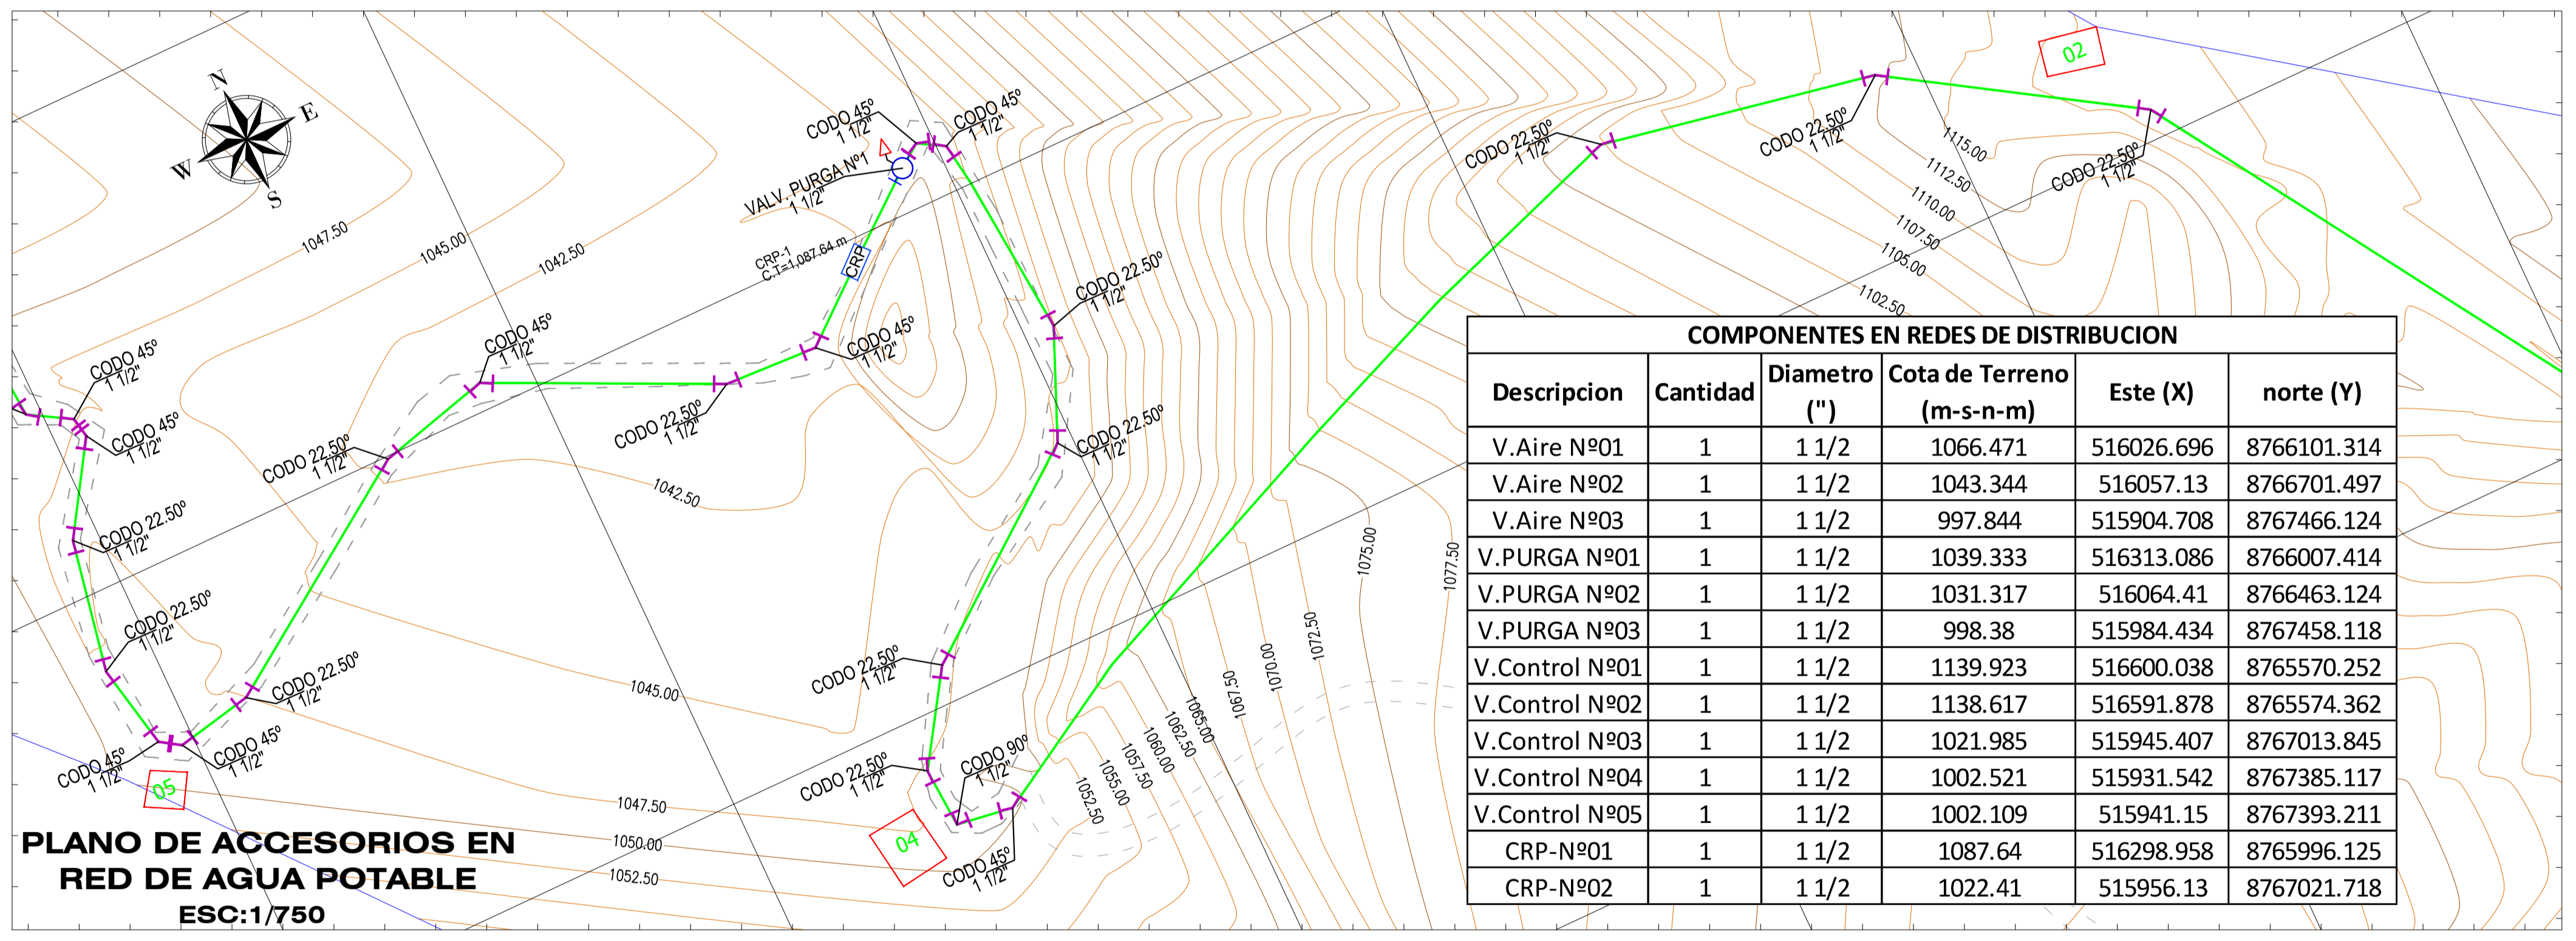 N
E
W
S
02
CODO 45º
1 1/2"
CODO 45º
1 1/2"
VALV. PURGA Nº1
1 1/2"
CODO 22.50º
1 1/2"
CODO 22.50º
1 1/2"
CODO 22.50º
1 1/2"
1115.00
1112.50
1110.00
1107.50
1105.00
1102.50
1047.50
1045.00
1042.50
CRP-1
C.T=1,087.64 m
CRP
CODO 22.50º
1 1/2"
CODO 45º
1 1/2"
CODO 45º
1 1/2"
CODO 45º
1 1/2"
CODO 45º
1 1/2"
CODO 22.50º
1 1/2"
CODO 22.50º
1 1/2"
CODO 22.50º
1 1/2"
1042.50
CODO 22.50º
1 1/2"
1075.00
1077.50
CODO 22.50º
1 1/2"
CODO 22.50º
1 1/2"
CODO 22.50º
1 1/2"
1045.00
1072.50
1070.00
1067.50
1065.00
1062.50
1060.00
1057.50
1055.00
1052.50
CODO 45º
1 1/2"
CODO 45º
1 1/2"
CODO 22.50º
1 1/2"
CODO 90º
1 1/2"
CODO 45º
1 1/2"
05
04
1047.50
1050.00
1052.50
PLANO DE ACCESORIOS EN
RED DE AGUA POTABLE
ESC:1/750
COMPONENTES EN REDES DE DISTRIBUCION
Descripcion Cantidad Diametro (") Cota de Terreno (m-s-n-m) Este (X) norte (Y)
V.Aire Nº01 1 1 1/2 1066.471 516026.696 8766101.314
V.Aire Nº02 1 1 1/2 1043.344 516057.13 8766701.497
V.Aire Nº03 1 1 1/2 997.844 515904.708 8767466.124
V.PURGA Nº01 1 1 1/2 1039.333 516313.086 8766007.414
V.PURGA Nº02 1 1 1/2 1031.317 516064.41 8766463.124
V.PURGA Nº03 1 1 1/2 998.38 515984.434 8767458.118
V.Control Nº01 1 1 1/2 1139.923 516600.038 8765570.252
V.Control Nº02 1 1 1/2 1138.617 516591.878 8765574.362
V.Control Nº03 1 1 1/2 1021.985 515945.407 8767013.845
V.Control Nº04 1 1 1/2 1002.521 515931.542 8767385.117
V.Control Nº05 1 1 1/2 1002.109 515941.15 8767393.211
CRP-Nº01 1 1 1/2 1087.64 516298.958 8765996.125
CRP-Nº02 1 1 1/2 1022.41 515956.13 8767021.718